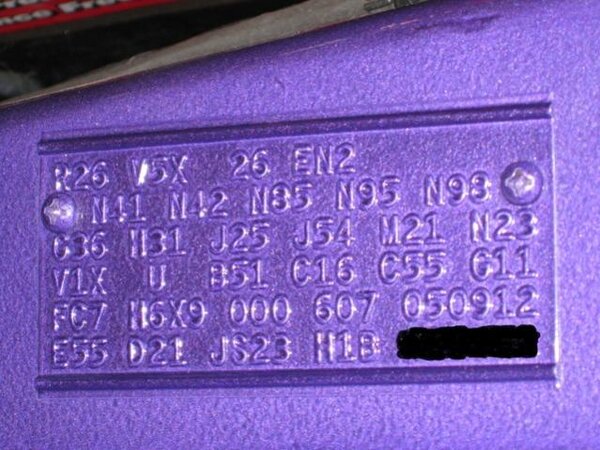 R26 V5X 26 EN2
N41 N42 N85 N95 N98
G36 H31 J25 J54 M21 N23
V1X U B51 C16 C55 G11
FC7 H6X9 000 607 050912
E55 D21 JS23 H1B